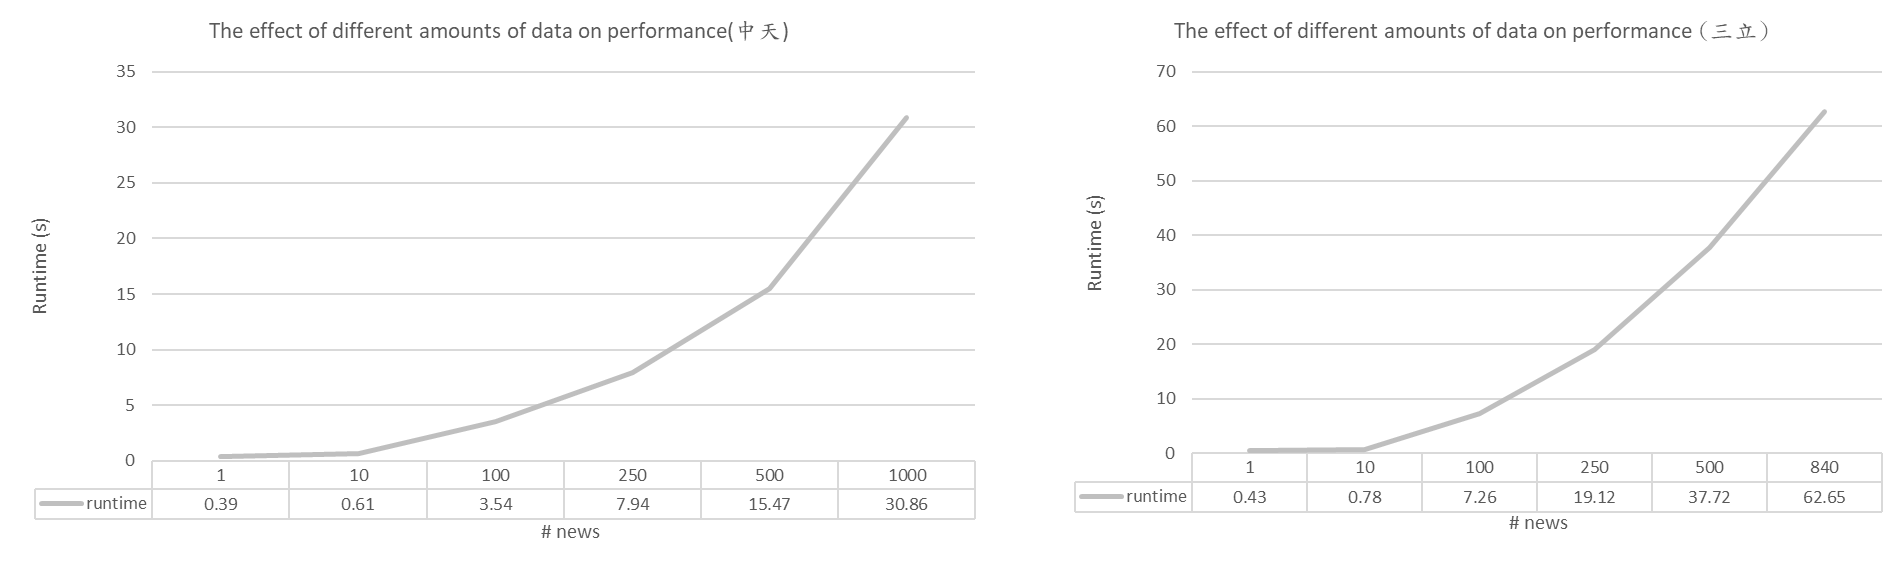 The effect of different amounts of data on performance(中天)
35
30
25
20
15
10
5
0
Runtime (s)
1 10 100 250 500 1000
runtime 0.39 0.61 3.54 7.94 15.47 30.86
# news
The effect of different amounts of data on performance（三立）
70
60
50
40
30
20
10
0
Runtime (s)
1 10 100 250 500 840
runtime 0.43 0.78 7.26 19.12 37.72 62.65
# news